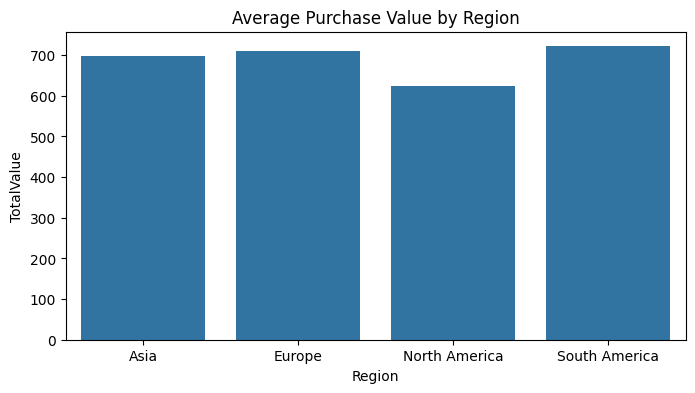 Average Purchase Value by Region
TotalValue
700
600
500
400
300
200
100
0
Asia
Europe
North America
South America
Region